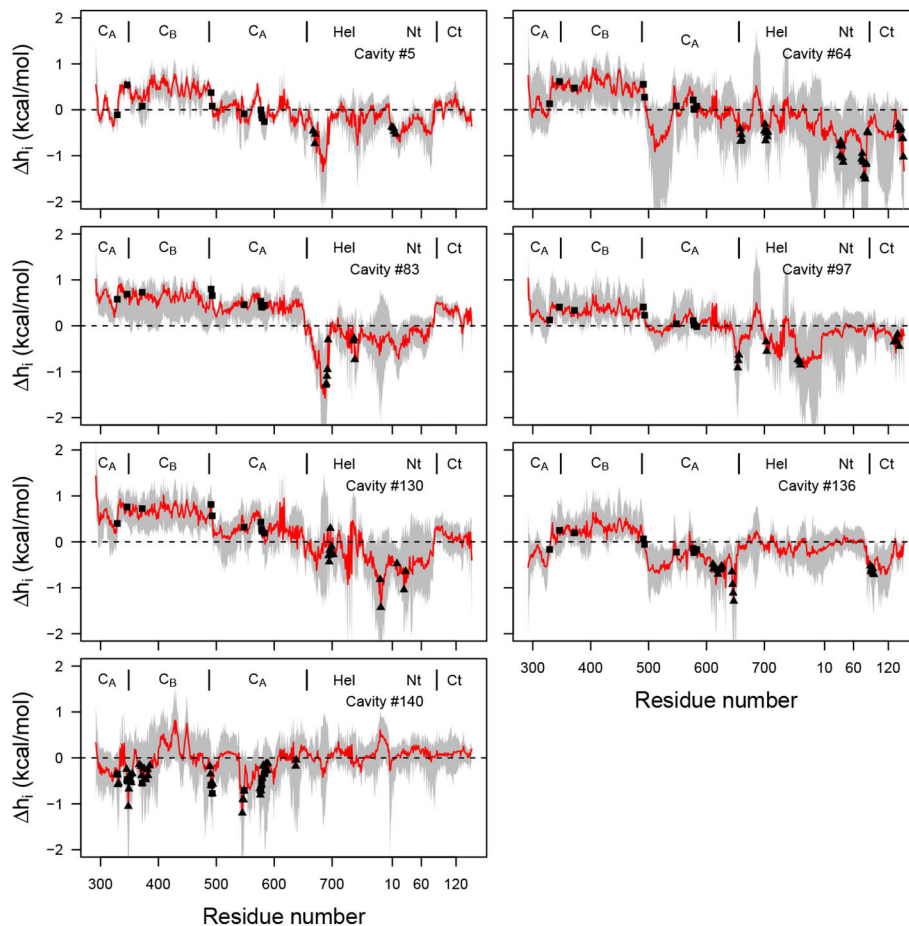 C_A C_B C_A Hel Nt Ct
Cavity #5
2
1
0
−1
−2
Δh_i (kcal/mol)
C_A C_B C_A Hel Nt Ct
Cavity #64
C_A C_B C_A Hel Nt Ct
Cavity #83
2
1
0
−1
−2
Δh_i (kcal/mol)
C_A C_B C_A Hel Nt Ct
Cavity #97
C_A C_B C_A Hel Nt Ct
Cavity #130
2
1
0
−1
−2
Δh_i (kcal/mol)
C_A C_B C_A Hel Nt Ct
Cavity #136
300 400 500 600 700 10 60 120
Residue number
C_A C_B C_A Hel Nt Ct
Cavity #140
2
1
0
−1
−2
Δh_i (kcal/mol)
300 400 500 600 700 10 60 120
Residue number